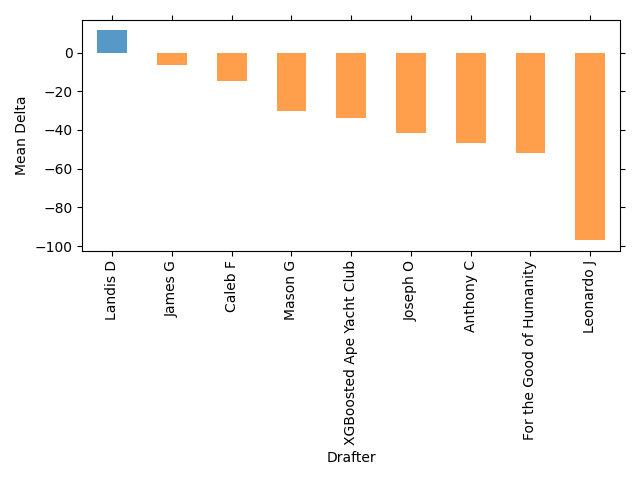 Mean Delta
0
−20
−40
−60
−80
−100
Landis D
James G
Caleb F
Mason G
XGBoosted Ape Yacht Club
Joseph O
Anthony C
For the Good of Humanity
Leonardo J
Drafter